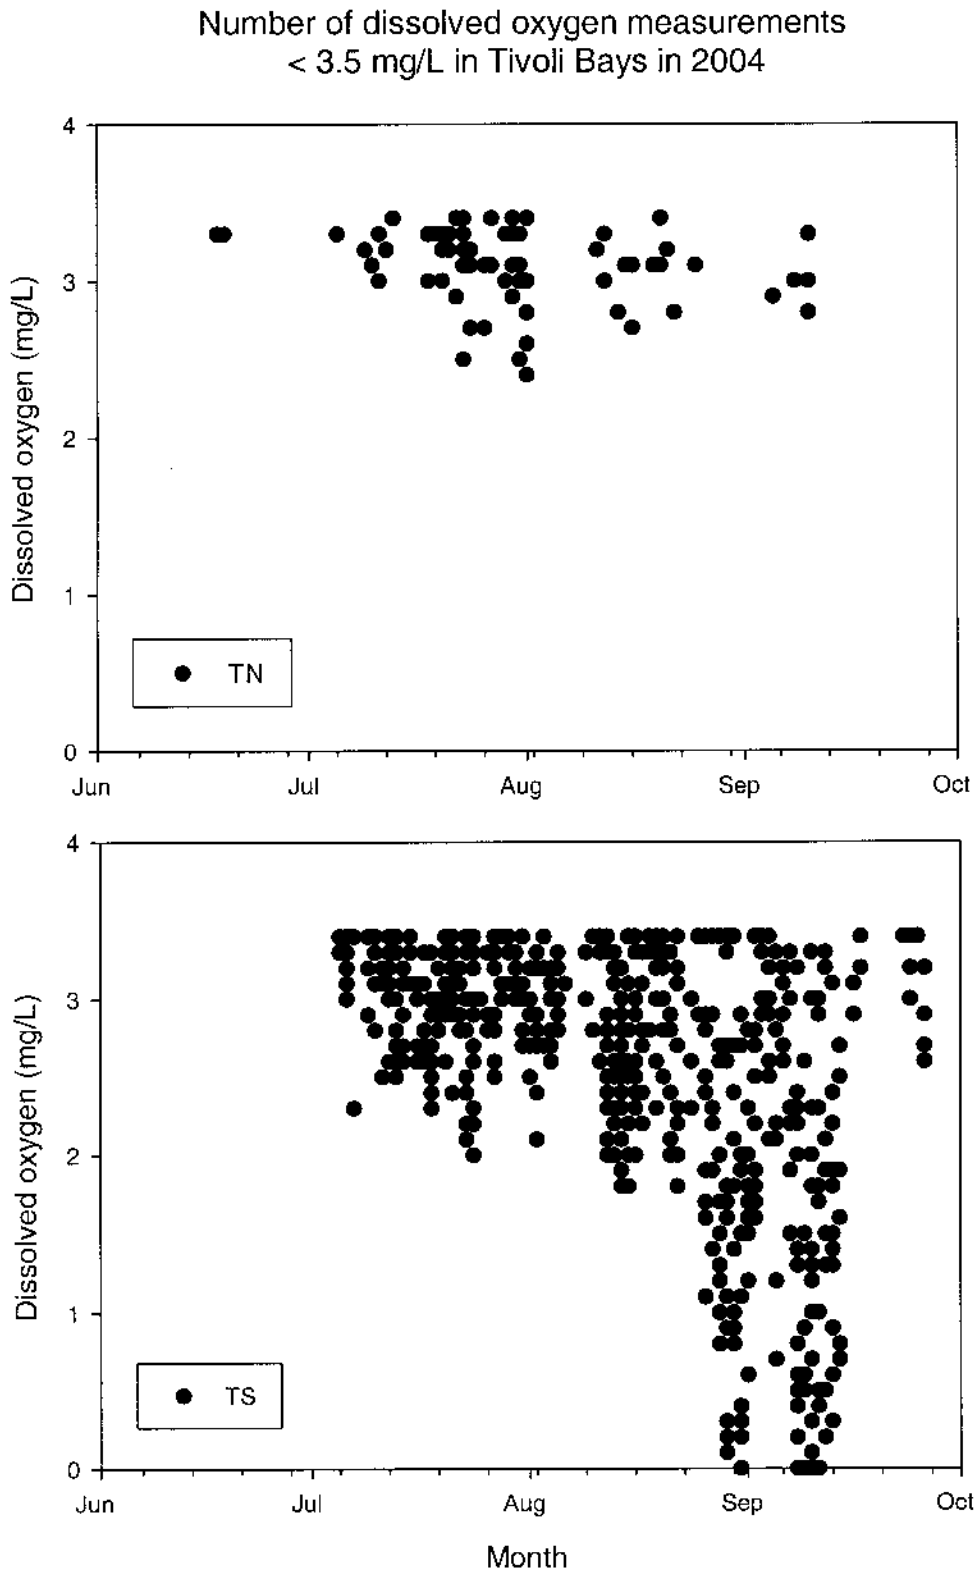 Number of dissolved oxygen measurements
< 3.5 mg/L in Tivoli Bays in 2004
4
3
2
1
0
Dissolved oxygen (mg/L)
TN
Jun
Jul
Aug
Sep
Oct
4
3
2
1
0
Dissolved oxygen (mg/L)
TS
Jun
Jul
Aug
Sep
Oct
Month